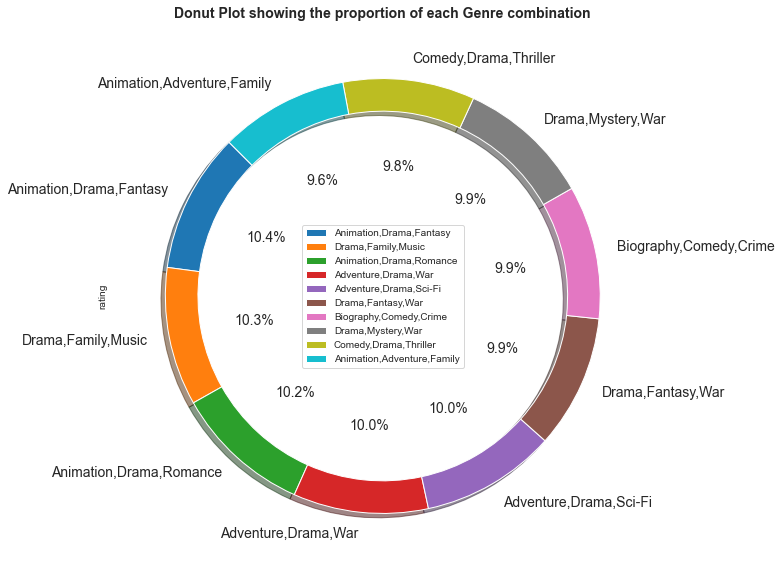 Donut Plot showing the proportion of each Genre combination
Comedy,Drama,Thriller
Animation,Adventure,Family
Drama,Mystery,War
Animation,Drama,Fantasy
Biography,Comedy,Crime
rating
Drama,Family,Music
Drama,Fantasy,War
Animation,Drama,Romance
Adventure,Drama,Sci-Fi
Adventure,Drama,War
9.8%
9.6%
9.9%
10.4%
9.9%
10.3%
9.9%
10.2%
10.0%
10.0%
Animation,Drama,Fantasy
Drama,Family,Music
Animation,Drama,Romance
Adventure,Drama,War
Adventure,Drama,Sci-Fi
Drama,Fantasy,War
Biography,Comedy,Crime
Drama,Mystery,War
Comedy,Drama,Thriller
Animation,Adventure,Family